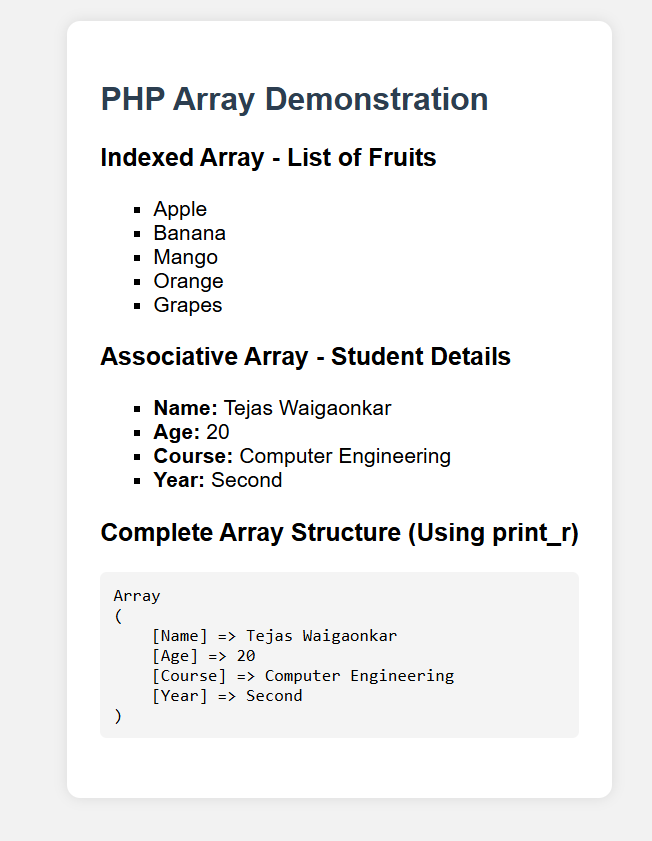 PHP Array Demonstration
Indexed Array - List of Fruits
Apple
Banana
Mango
Orange
Grapes
Associative Array - Student Details
Name: Tejas Waigaonkar
Age: 20
Course: Computer Engineering
Year: Second
Complete Array Structure (Using print_r)
Array
(
    [Name] => Tejas Waigaonkar
    [Age] => 20
    [Course] => Computer Engineering
    [Year] => Second
)